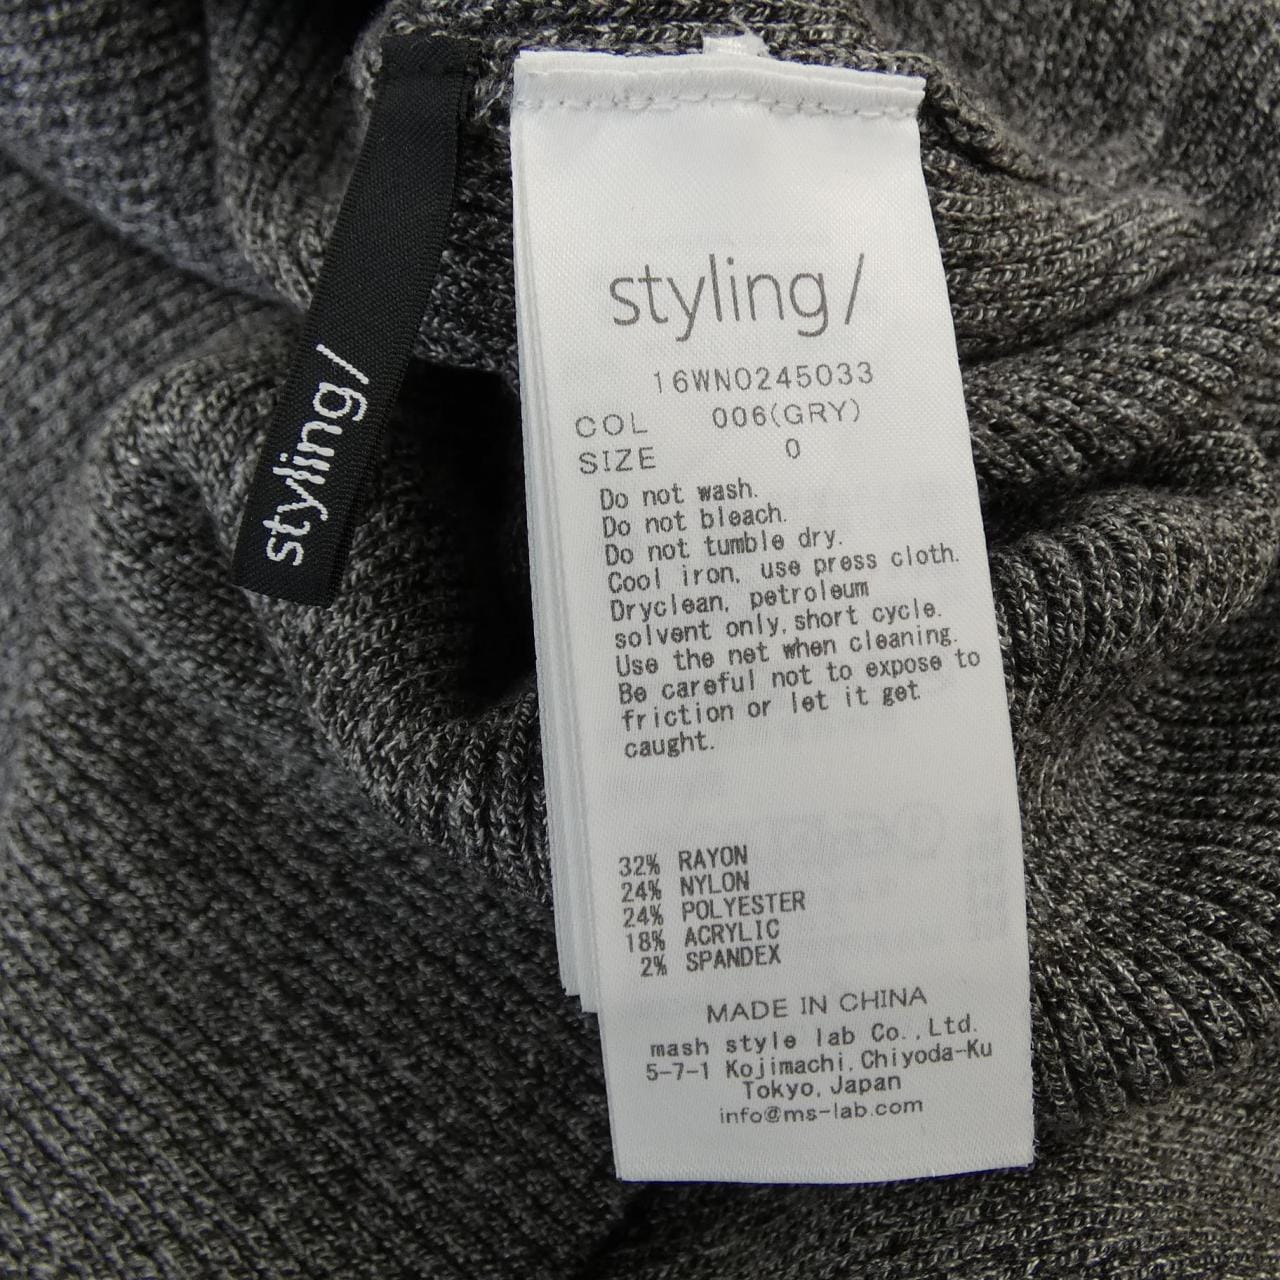 styling/
styling/
16WNO245033
COL 006(GRY)
SIZE 0
Do not wash.
Do not bleach.
Do not tumble dry.
Cool iron, use press cloth.
Dryclean, petroleum
solvent only,short cycle.
Use the net when cleaning.
Be careful not to expose to
friction or let it get
caught.
32% RAYON
24% NYLON
24% POLYESTER
18% ACRYLIC
2% SPANDEX
MADE IN CHINA
mash style lab Co.,Ltd.
5-7-1 Kojimachi,Chiyoda-Ku
Tokyo,Japan
info@ms-lab.com